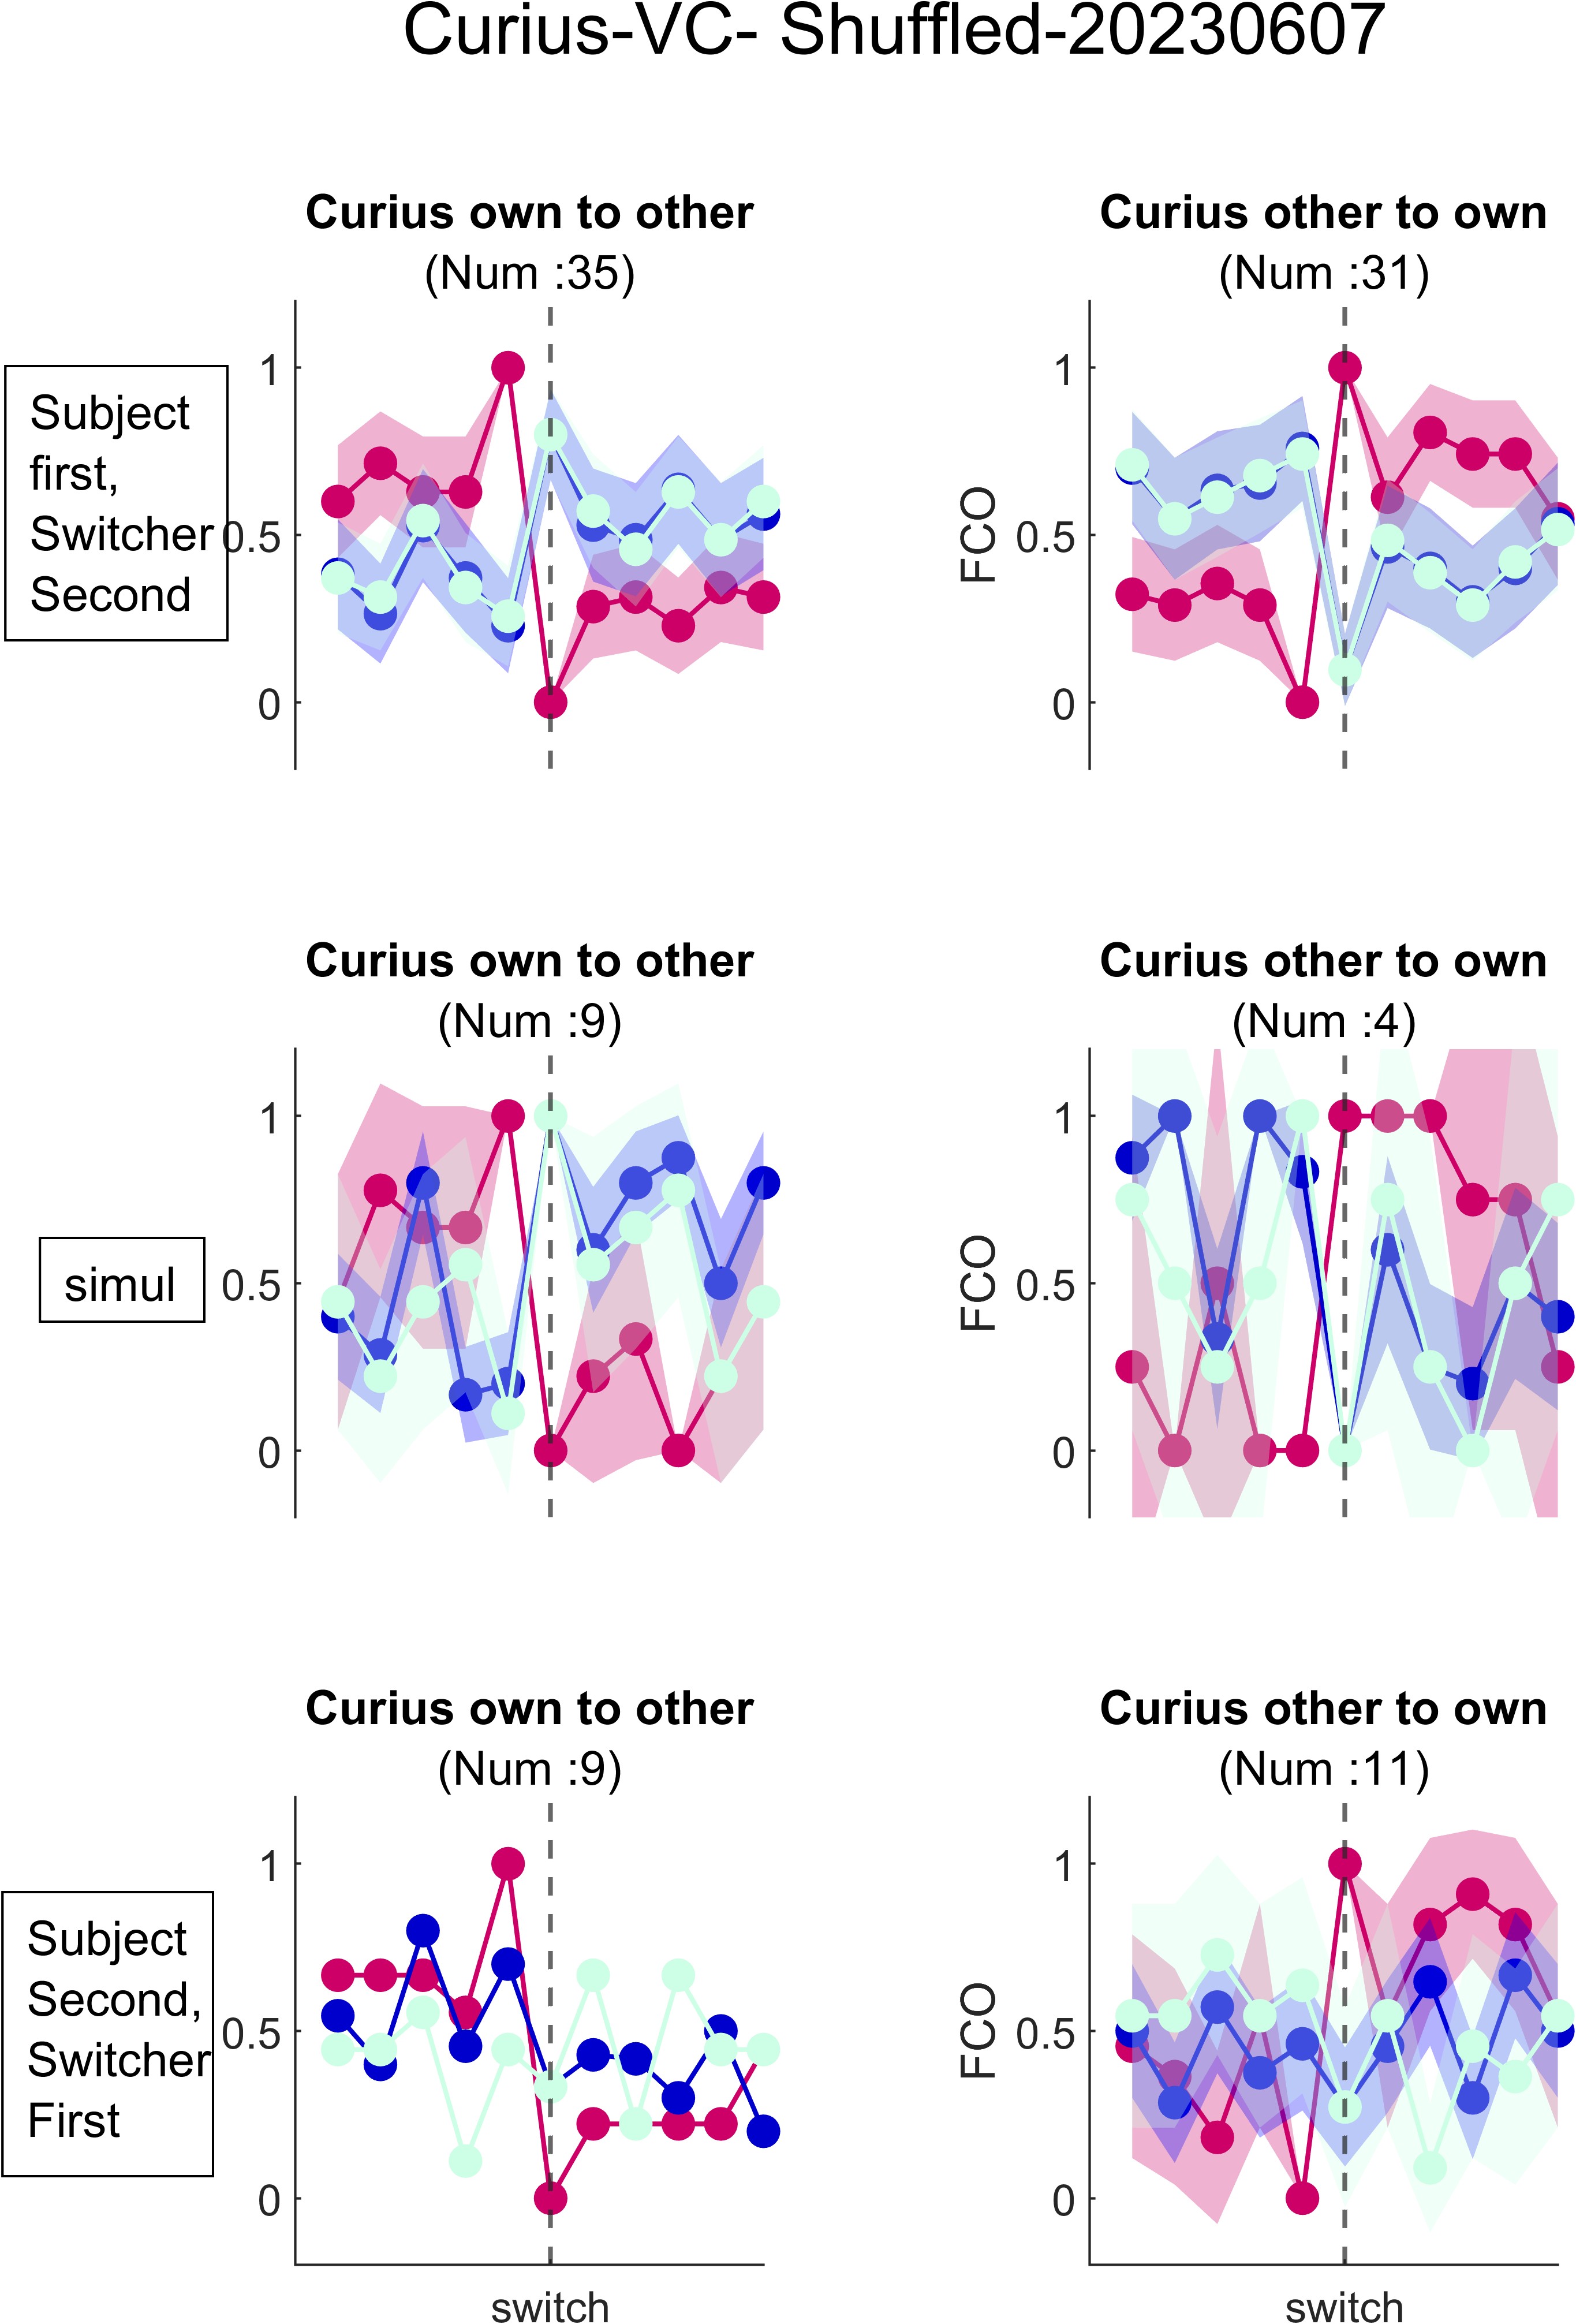 Curius-VC- Shuffled-20230607
Curius own to other
(Num :35)
Curius other to own
(Num :31)
Subject
first,
Switcher
Second
1
0.5
0
FCO
1
0.5
0
Curius own to other
(Num :9)
Curius other to own
(Num :4)
simul
1
0.5
0
FCO
1
0.5
0
Curius own to other
(Num :9)
Curius other to own
(Num :11)
Subject
Second,
Switcher
First
1
0.5
0
switch
FCO
1
0.5
0
switch